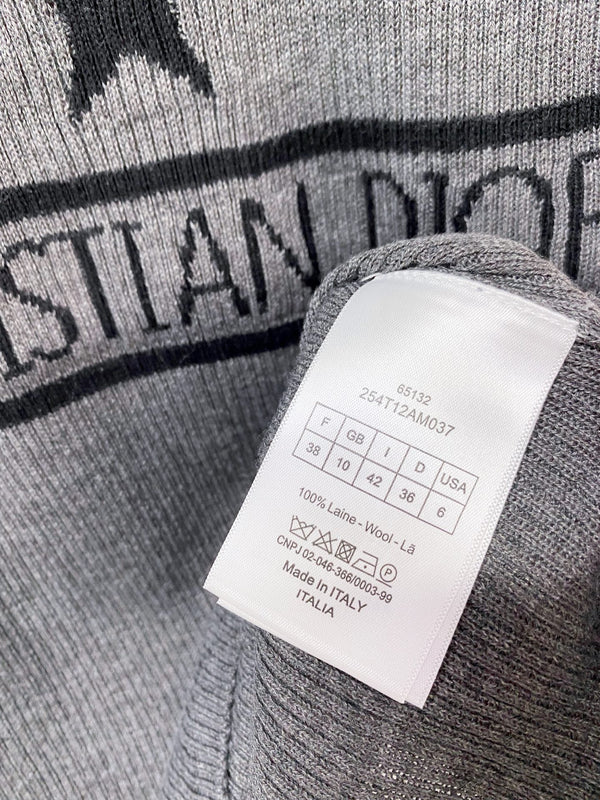 ISTIAN DIOR
65132
254T12AM037
F GB I D USA
38 10 42 36 6
100% Laine - Wool - Lã
P
CNPJ 02-046-366/0003-99
Made in ITALY
ITALIA